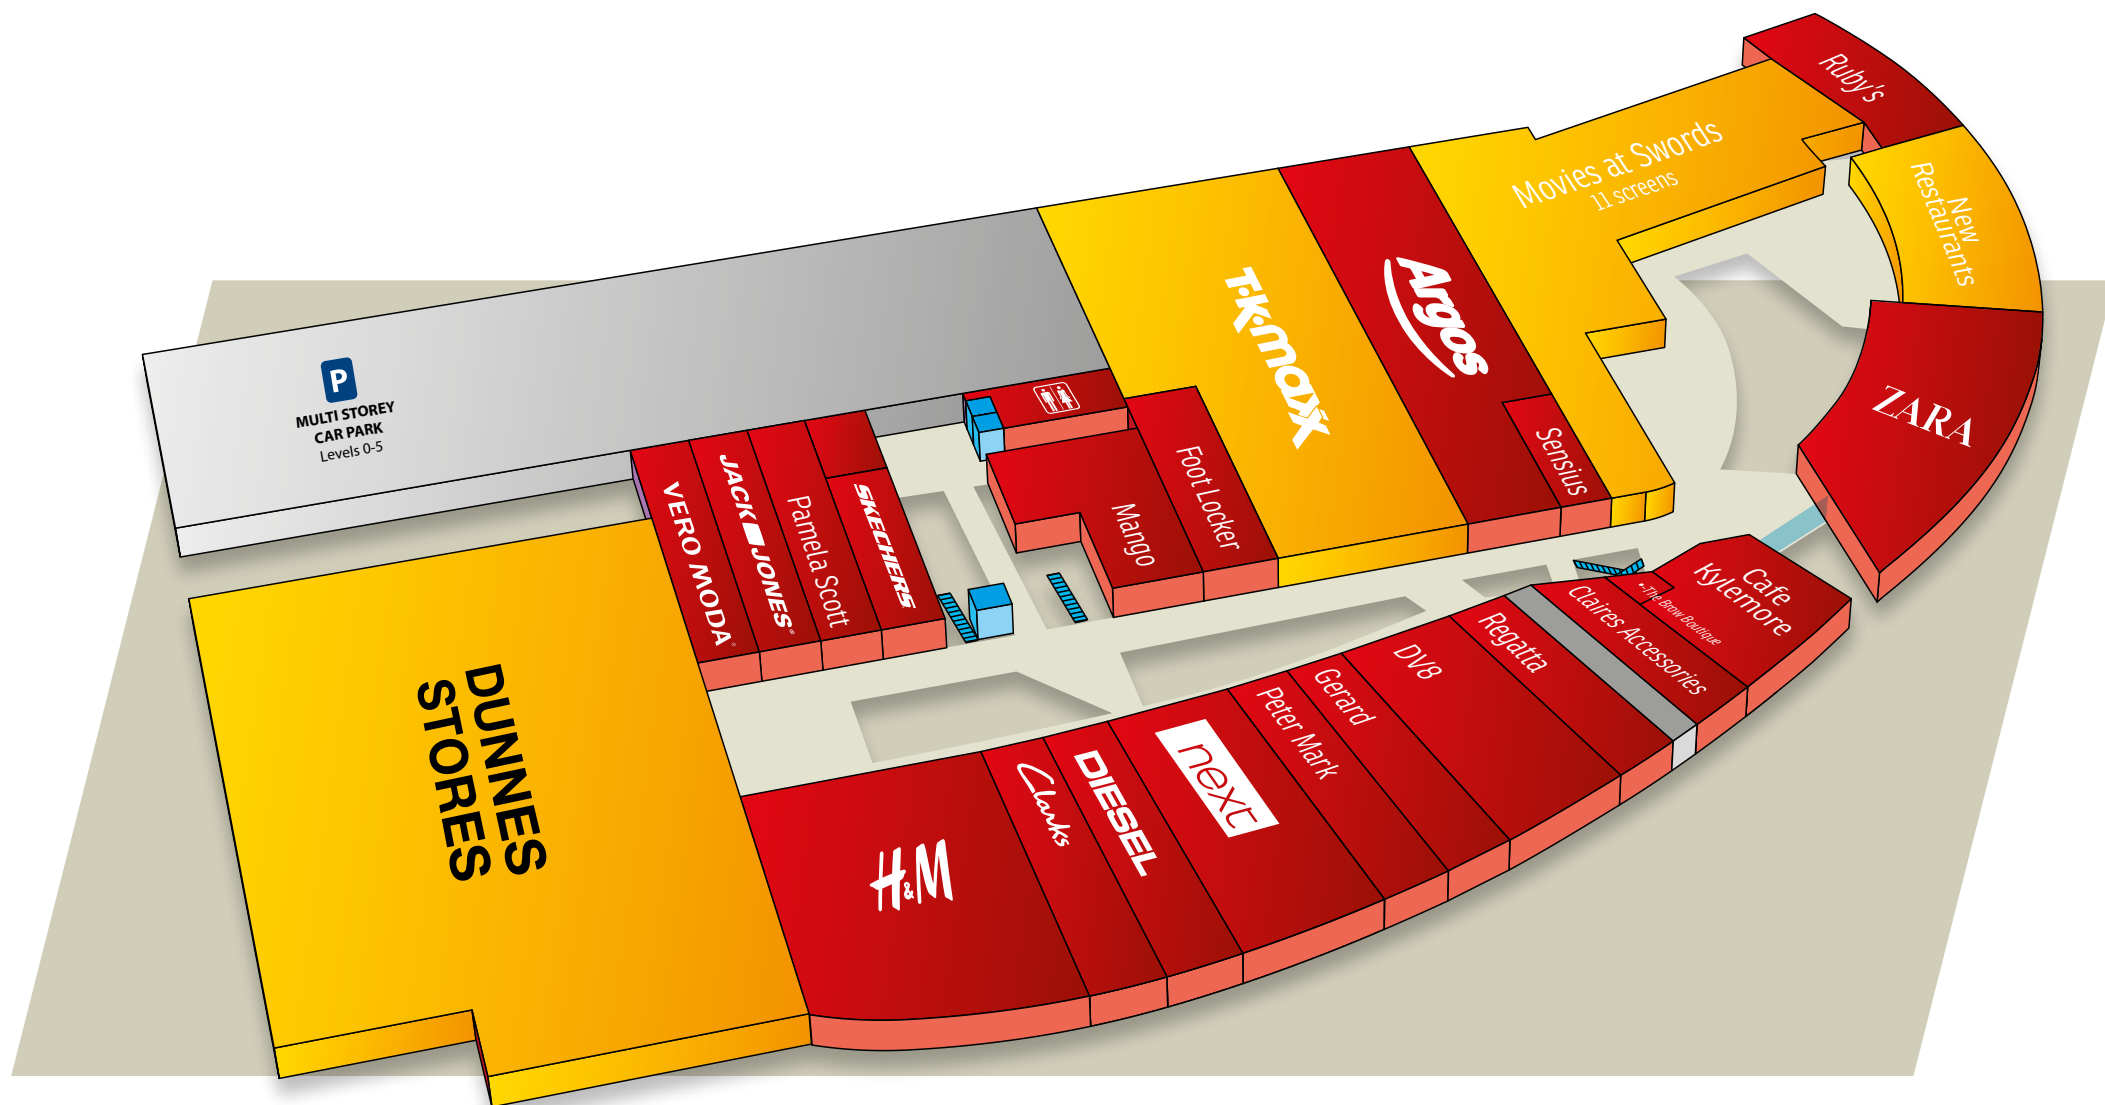 Ruby's
Movies at Swords
11 screens
New
Restaurants
T·K·maxx
Argos
P
MULTI STOREY
CAR PARK
Levels 0-5
ZARA
Sensius
Foot Locker
Mango
VERO MODA
JACK JONES®
Pamela Scott
SKECHERS
Cafe
Kylemore
The Brow Boutique
Claires Accessories
Regatta
DV8
Gerard
Peter Mark
next
DIESEL
Clarks
H&M
DUNNES
STORES